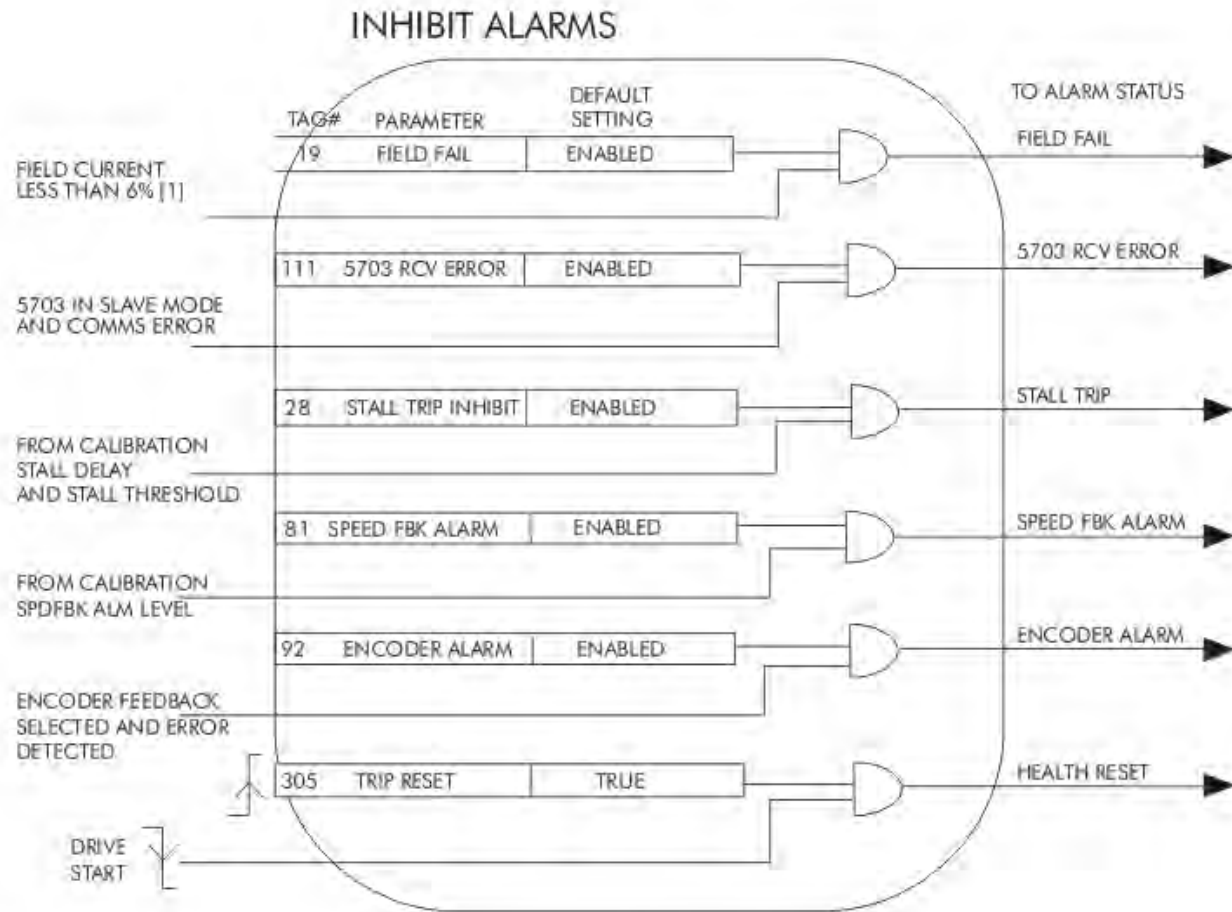 INHIBIT ALARMS
TAG# PARAMETER DEFAULT SETTING
TO ALARM STATUS
19 FIELD FAIL ENABLED
FIELD FAIL
FIELD CURRENT
LESS THAN 6% [1]
111 5703 RCV ERROR ENABLED
5703 RCV ERROR
5703 IN SLAVE MODE
AND COMMS ERROR
28 STALL TRIP INHIBIT ENABLED
STALL TRIP
FROM CALIBRATION
STALL DELAY
AND STALL THRESHOLD
81 SPEED FBK ALARM ENABLED
SPEED FBK ALARM
FROM CALIBRATION
SPDFBK ALM LEVEL
92 ENCODER ALARM ENABLED
ENCODER ALARM
ENCODER FEEDBACK
SELECTED AND ERROR
DETECTED
305 TRIP RESET TRUE
HEALTH RESET
DRIVE
START